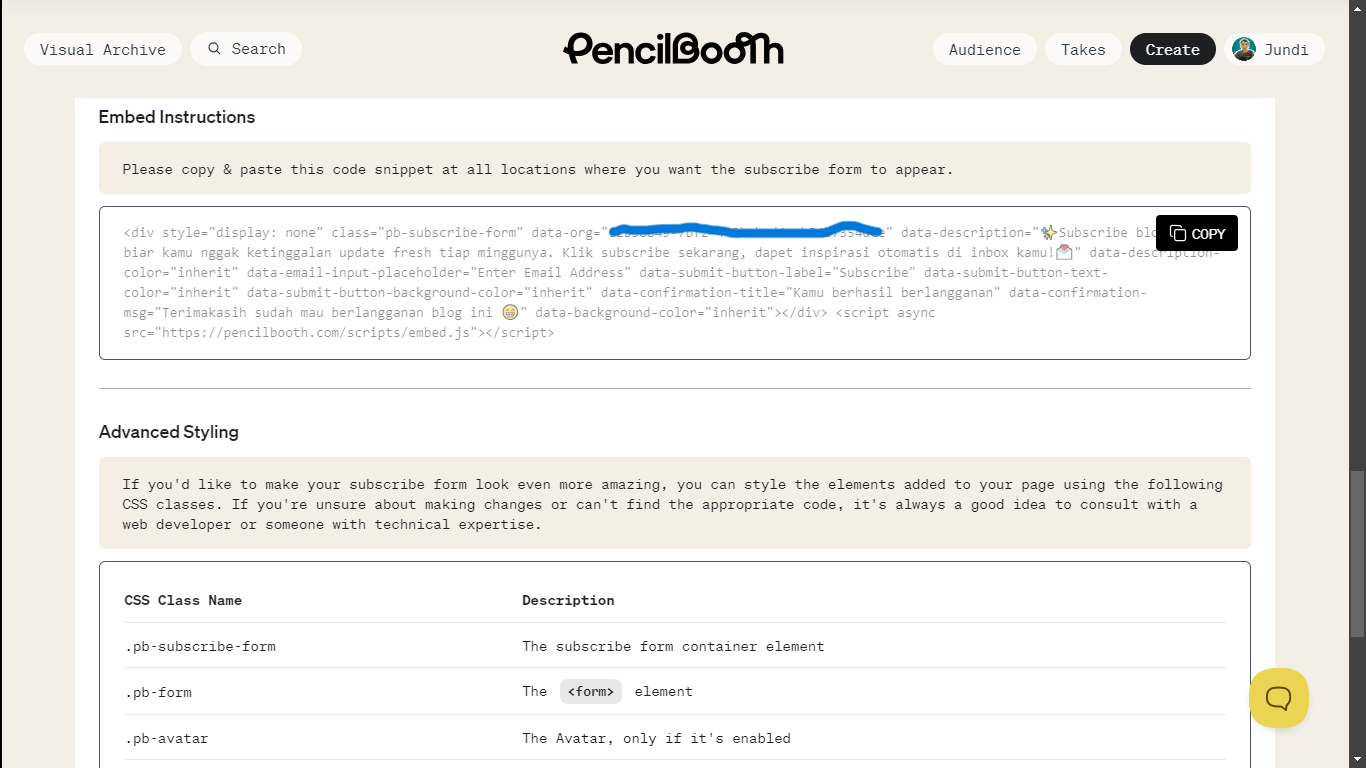 Visual Archive
Search
PencilBooth
Audience
Takes
Create
Jundi
Embed Instructions
Please copy & paste this code snippet at all locations where you want the subscribe form to appear.
<div style="display: none" class="pb-subscribe-form" data-org=" " data-description="✨Subscribe
COPY
biar kamu nggak ketinggalan update fresh tiap minggunya. Klik subscribe sekarang, dapet inspirasi otomatis di inbox kamu!📩" data-description-
color="inherit" data-email-input-placeholder="Enter Email Address" data-submit-button-label="Subscribe" data-submit-button-text-
color="inherit" data-submit-button-background-color="inherit" data-confirmation-title="Kamu berhasil berlangganan" data-confirmation-
msg="Terimakasih sudah mau berlangganan blog ini 😁" data-background-color="inherit"></div> <script async
src="https://pencilbooth.com/scripts/embed.js"></script>
Advanced Styling
If you'd like to make your subscribe form look even more amazing, you can style the elements added to your page using the following
CSS classes. If you're unsure about making changes or can't find the appropriate code, it's always a good idea to consult with a
web developer or someone with technical expertise.
CSS Class Name Description
.pb-subscribe-form The subscribe form container element
.pb-form The <form> element
.pb-avatar The Avatar, only if it's enabled